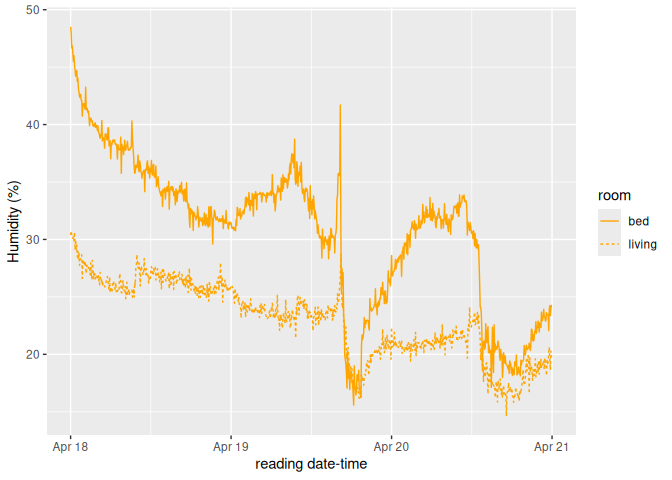 50
40
30
20
Humidity (%)
Apr 18
Apr 19
Apr 20
Apr 21
reading date-time
room
bed
living